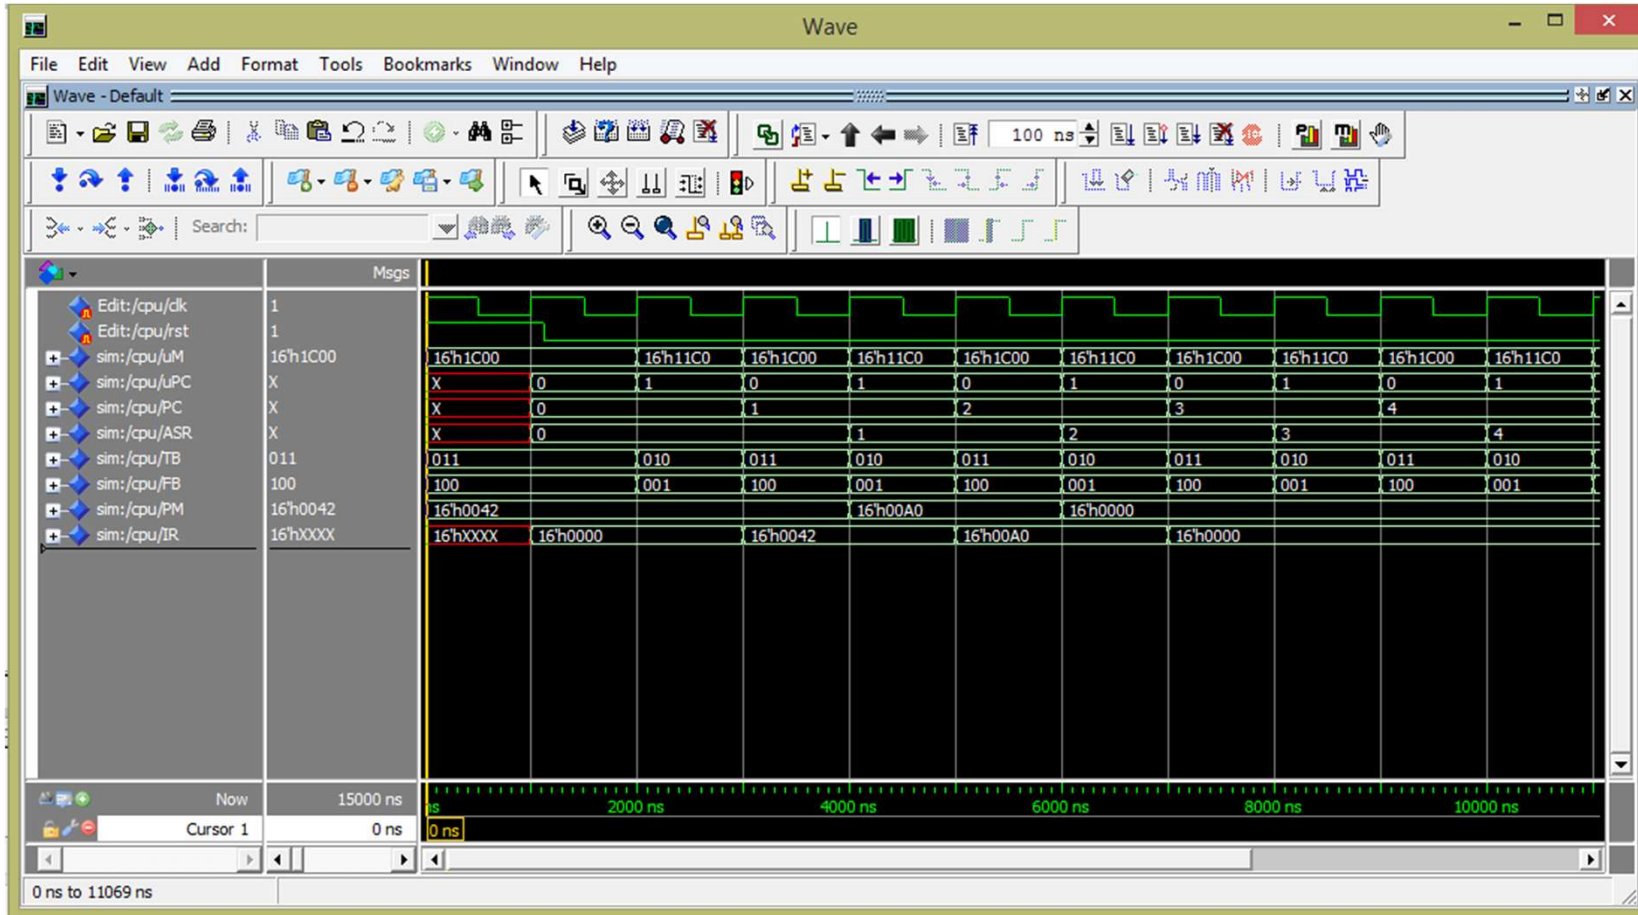 Wave
File Edit View Add Format Tools Bookmarks Window Help
Wave - Default
100 ns
Search:
Msgs
Edit:/cpu/clk 1
Edit:/cpu/rst 1
sim:/cpu/uM 16'h1C00 16'h1C00 16'h11C0 16'h1C00 16'h11C0 16'h1C00 16'h11C0 16'h1C00 16'h11C0 16'h1C00 16'h11C0
sim:/cpu/uPC X X 0 1 0 1 0 1 0 1 0 1
sim:/cpu/PC X X 0 1 2 3 4
sim:/cpu/ASR X X 0 1 2 3 4
sim:/cpu/TB 011 011 010 011 010 011 010 011 010 011 010
sim:/cpu/FB 100 100 001 100 001 100 001 100 001 100 001
sim:/cpu/PM 16'h0042 16'h0042 16'h00A0 16'h0000
sim:/cpu/IR 16'hXXXX 16'hXXXX 16'h0000 16'h0042 16'h00A0 16'h0000
Now 15000 ns ns 2000 ns 4000 ns 6000 ns 8000 ns 10000 ns
Cursor 1 0 ns 0 ns
0 ns to 11069 ns